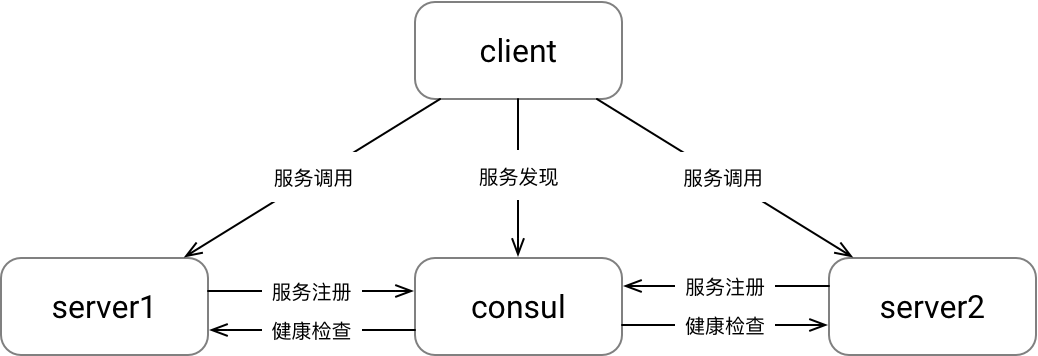 client
服务调用
服务发现
服务调用
server1
服务注册
健康检查
consul
服务注册
健康检查
server2